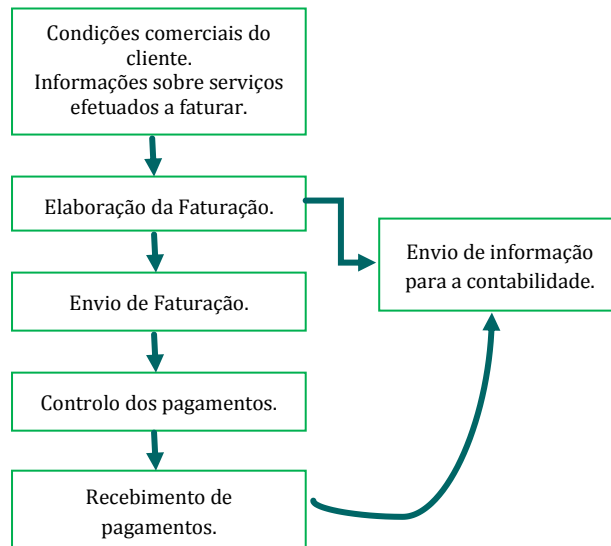 Condições comerciais do
cliente.
Informações sobre serviços
efetuados a faturar.
Elaboração da Faturação.
Envio de informação
para a contabilidade.
Envio de Faturação.
Controlo dos pagamentos.
Recebimento de
pagamentos.